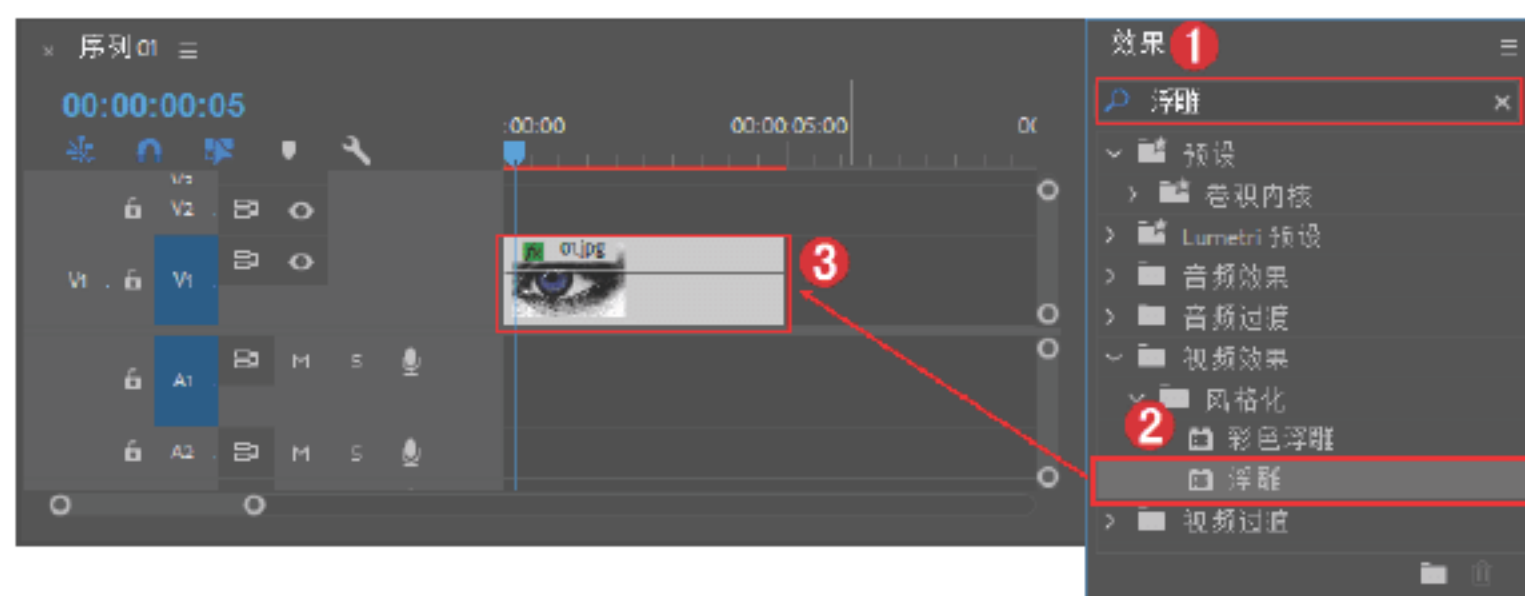 × 序列 01 ≡
00:00:00:05
:00:00 00:00:05:00 00
V3
V2
fx 01.jpg
V1 V1
A1 M S
A2 M S
3
效果 1
浮雕 ×
预设
卷积内核
Lumetri 预设
音频效果
音频过渡
视频效果
风格化
2
彩色浮雕
浮雕
视频过渡